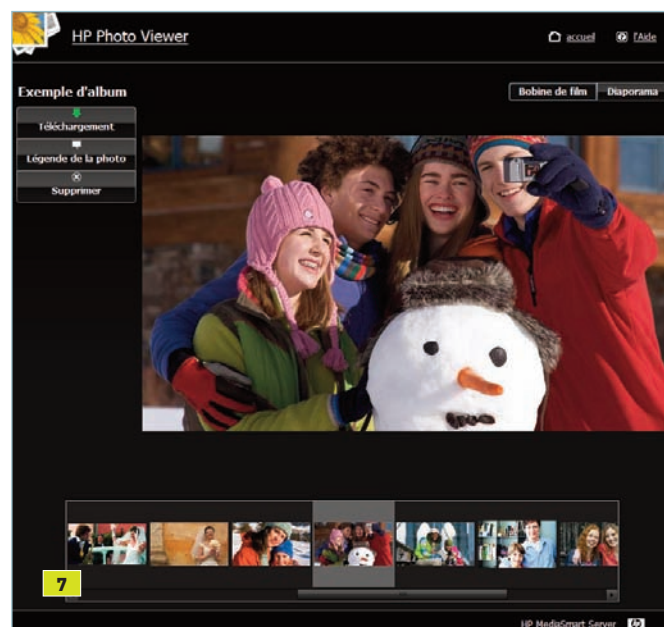 HP Photo Viewer
accueil
l'Aide
Exemple d'album
Bobine de film
Diaporama
Téléchargement
Légende de la photo
Supprimer
7
HP MediaSmart Server
hp